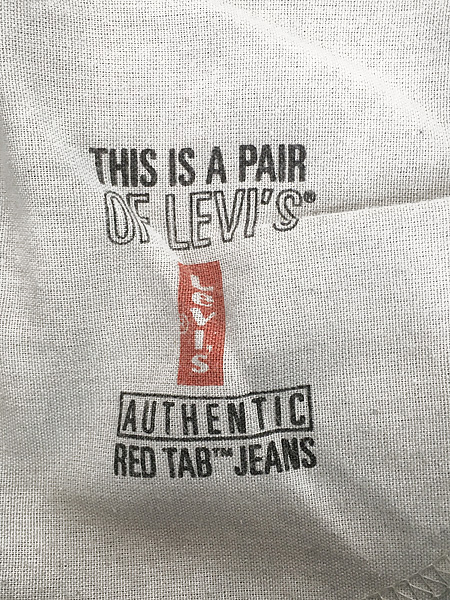 THIS IS A PAIR
OF LEVI'S®
LEVI'S
AUTHENTIC
RED TAB™ JEANS